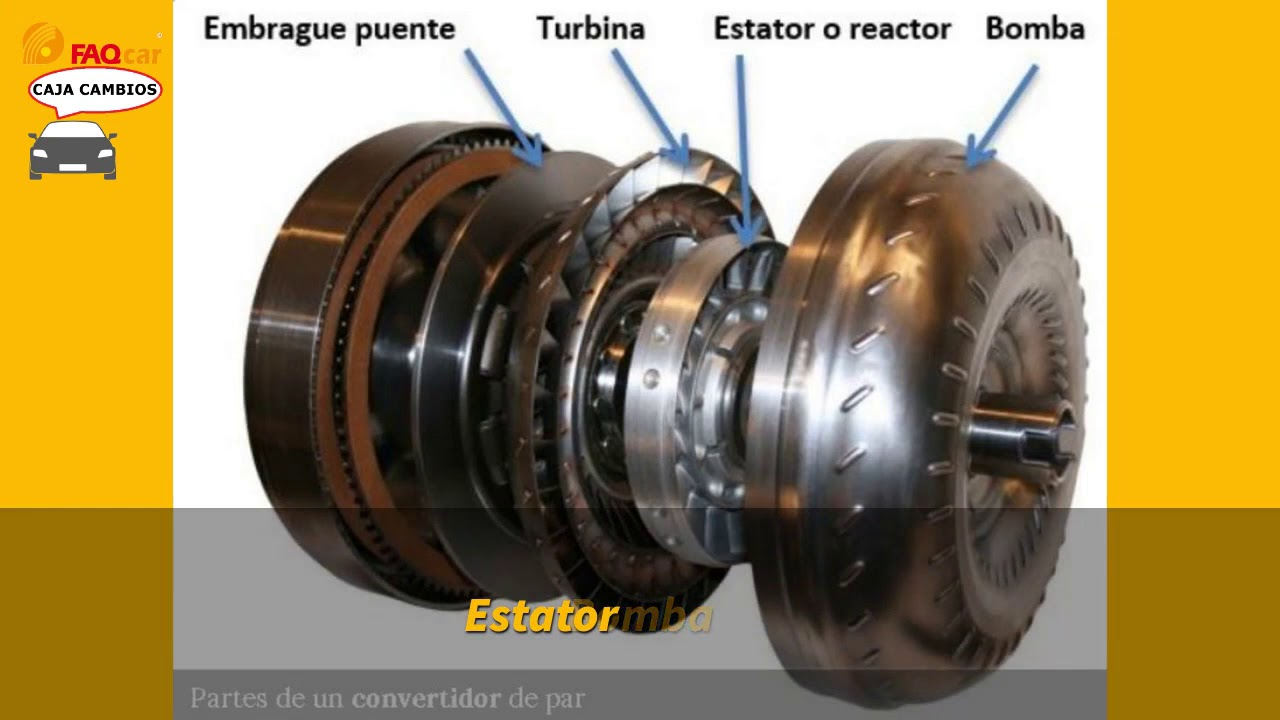 Embrague puente
Turbina
Estator o reactor
Bomba
FAQcar
CAJA CAMBIOS
Estator
Partes de un convertidor de par